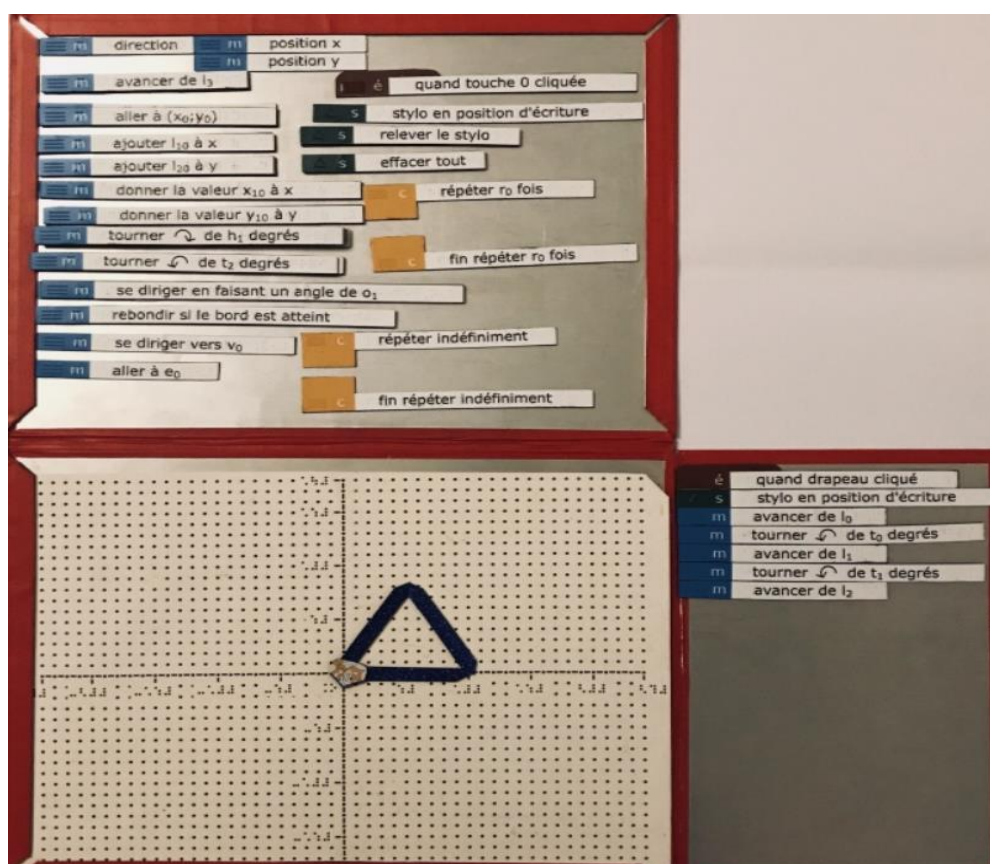 m direction m position x
m position y
m avancer de l₃
é quand touche 0 cliquée
m aller à (x₀;y₀)
s stylo en position d'écriture
s relever le stylo
m ajouter l₁₀ à x
s effacer tout
m ajouter l₂₀ à y
m donner la valeur x₁₀ à x
c répéter r₀ fois
m donner la valeur y₁₀ à y
m tourner ↷ de h₁ degrés
m tourner ↶ de t₂ degrés
c fin répéter r₀ fois
m se diriger en faisant un angle de o₁
m rebondir si le bord est atteint
m se diriger vers v₀
c répéter indéfiniment
m aller à e₀
c fin répéter indéfiniment
é quand drapeau cliqué
s stylo en position d'écriture
m avancer de l₀
m tourner ↶ de t₀ degrés
m avancer de l₁
m tourner ↶ de t₁ degrés
m avancer de l₂